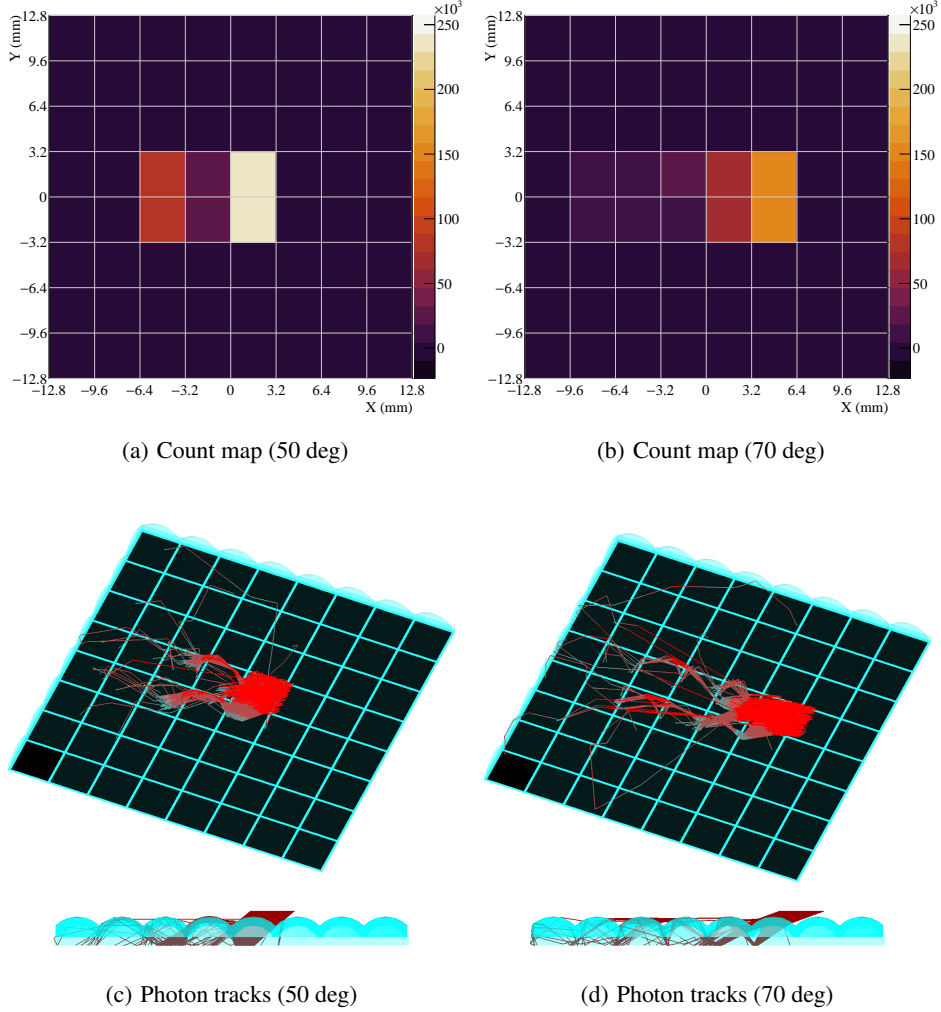 ×10³ ×10³
Y (mm) 12.8 9.6 6.4 3.2 0 −3.2 −6.4 −9.6 −12.8
250 200 150 100 50 0
−12.8 −9.6 −6.4 −3.2 0 3.2 6.4 9.6 12.8
X (mm)
Y (mm) 12.8 9.6 6.4 3.2 0 −3.2 −6.4 −9.6 −12.8
250 200 150 100 50 0
−12.8 −9.6 −6.4 −3.2 0 3.2 6.4 9.6 12.8
X (mm)
(a) Count map (50 deg)
(b) Count map (70 deg)
(c) Photon tracks (50 deg)
(d) Photon tracks (70 deg)